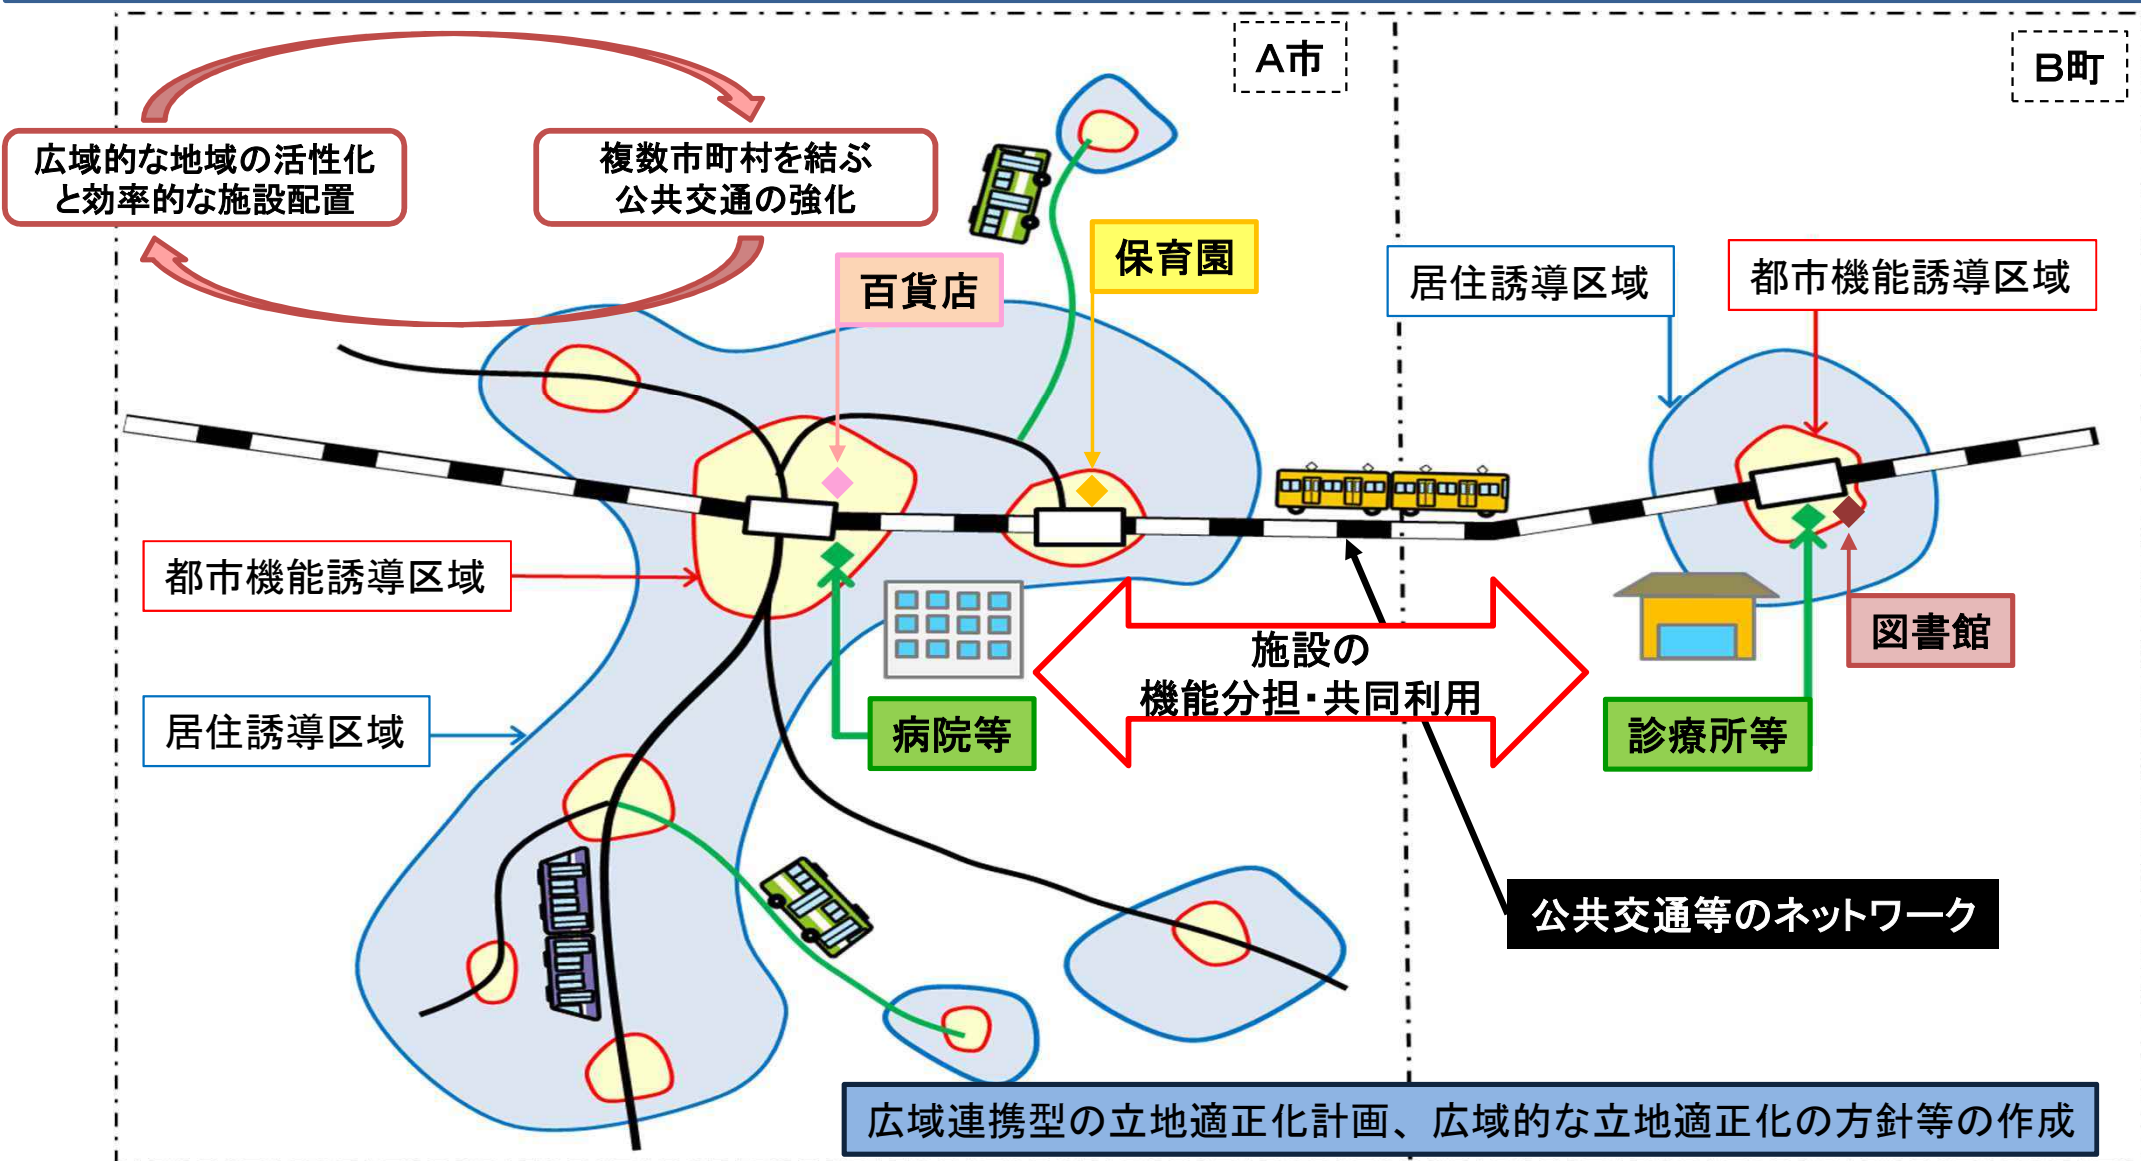 A市
B町
広域的な地域の活性化
と効率的な施設配置
複数市町村を結ぶ
公共交通の強化
百貨店
保育園
居住誘導区域
都市機能誘導区域
都市機能誘導区域
居住誘導区域
病院等
施設の
機能分担・共同利用
図書館
診療所等
公共交通等のネットワーク
広域連携型の立地適正化計画、広域的な立地適正化の方針等の作成